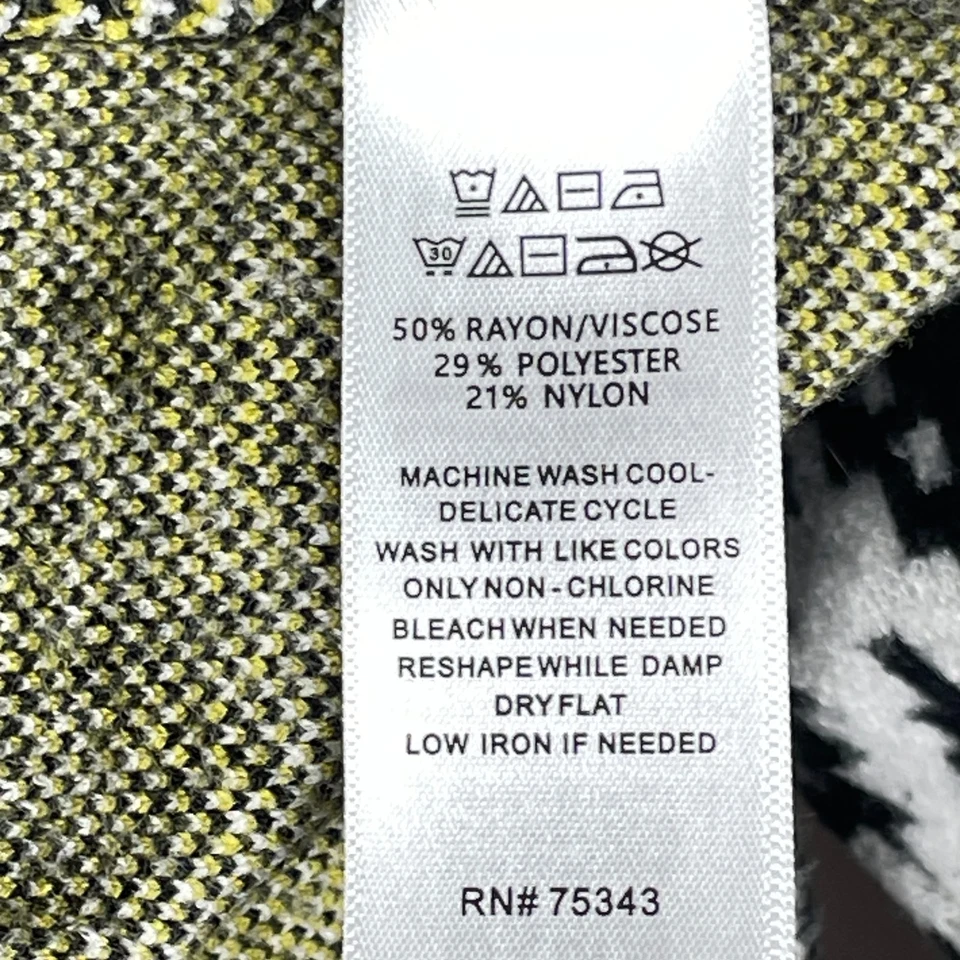 30
50% RAYON/VISCOSE
29% POLYESTER
21% NYLON
MACHINE WASH COOL-
DELICATE CYCLE
WASH WITH LIKE COLORS
ONLY NON-CHLORINE
BLEACH WHEN NEEDED
RESHAPE WHILE DAMP
DRY FLAT
LOW IRON IF NEEDED
RN# 75343